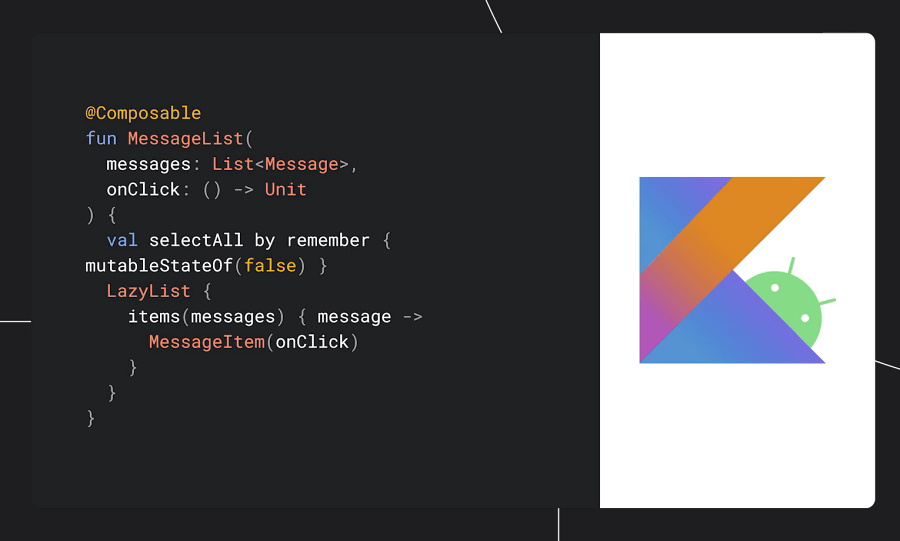 @Composable
fun MessageList(
  messages: List<Message>,
  onClick: () -> Unit
) {
  val selectAll by remember {
mutableStateOf(false) }
  LazyList {
    items(messages) { message ->
      MessageItem(onClick)
    }
  }
}